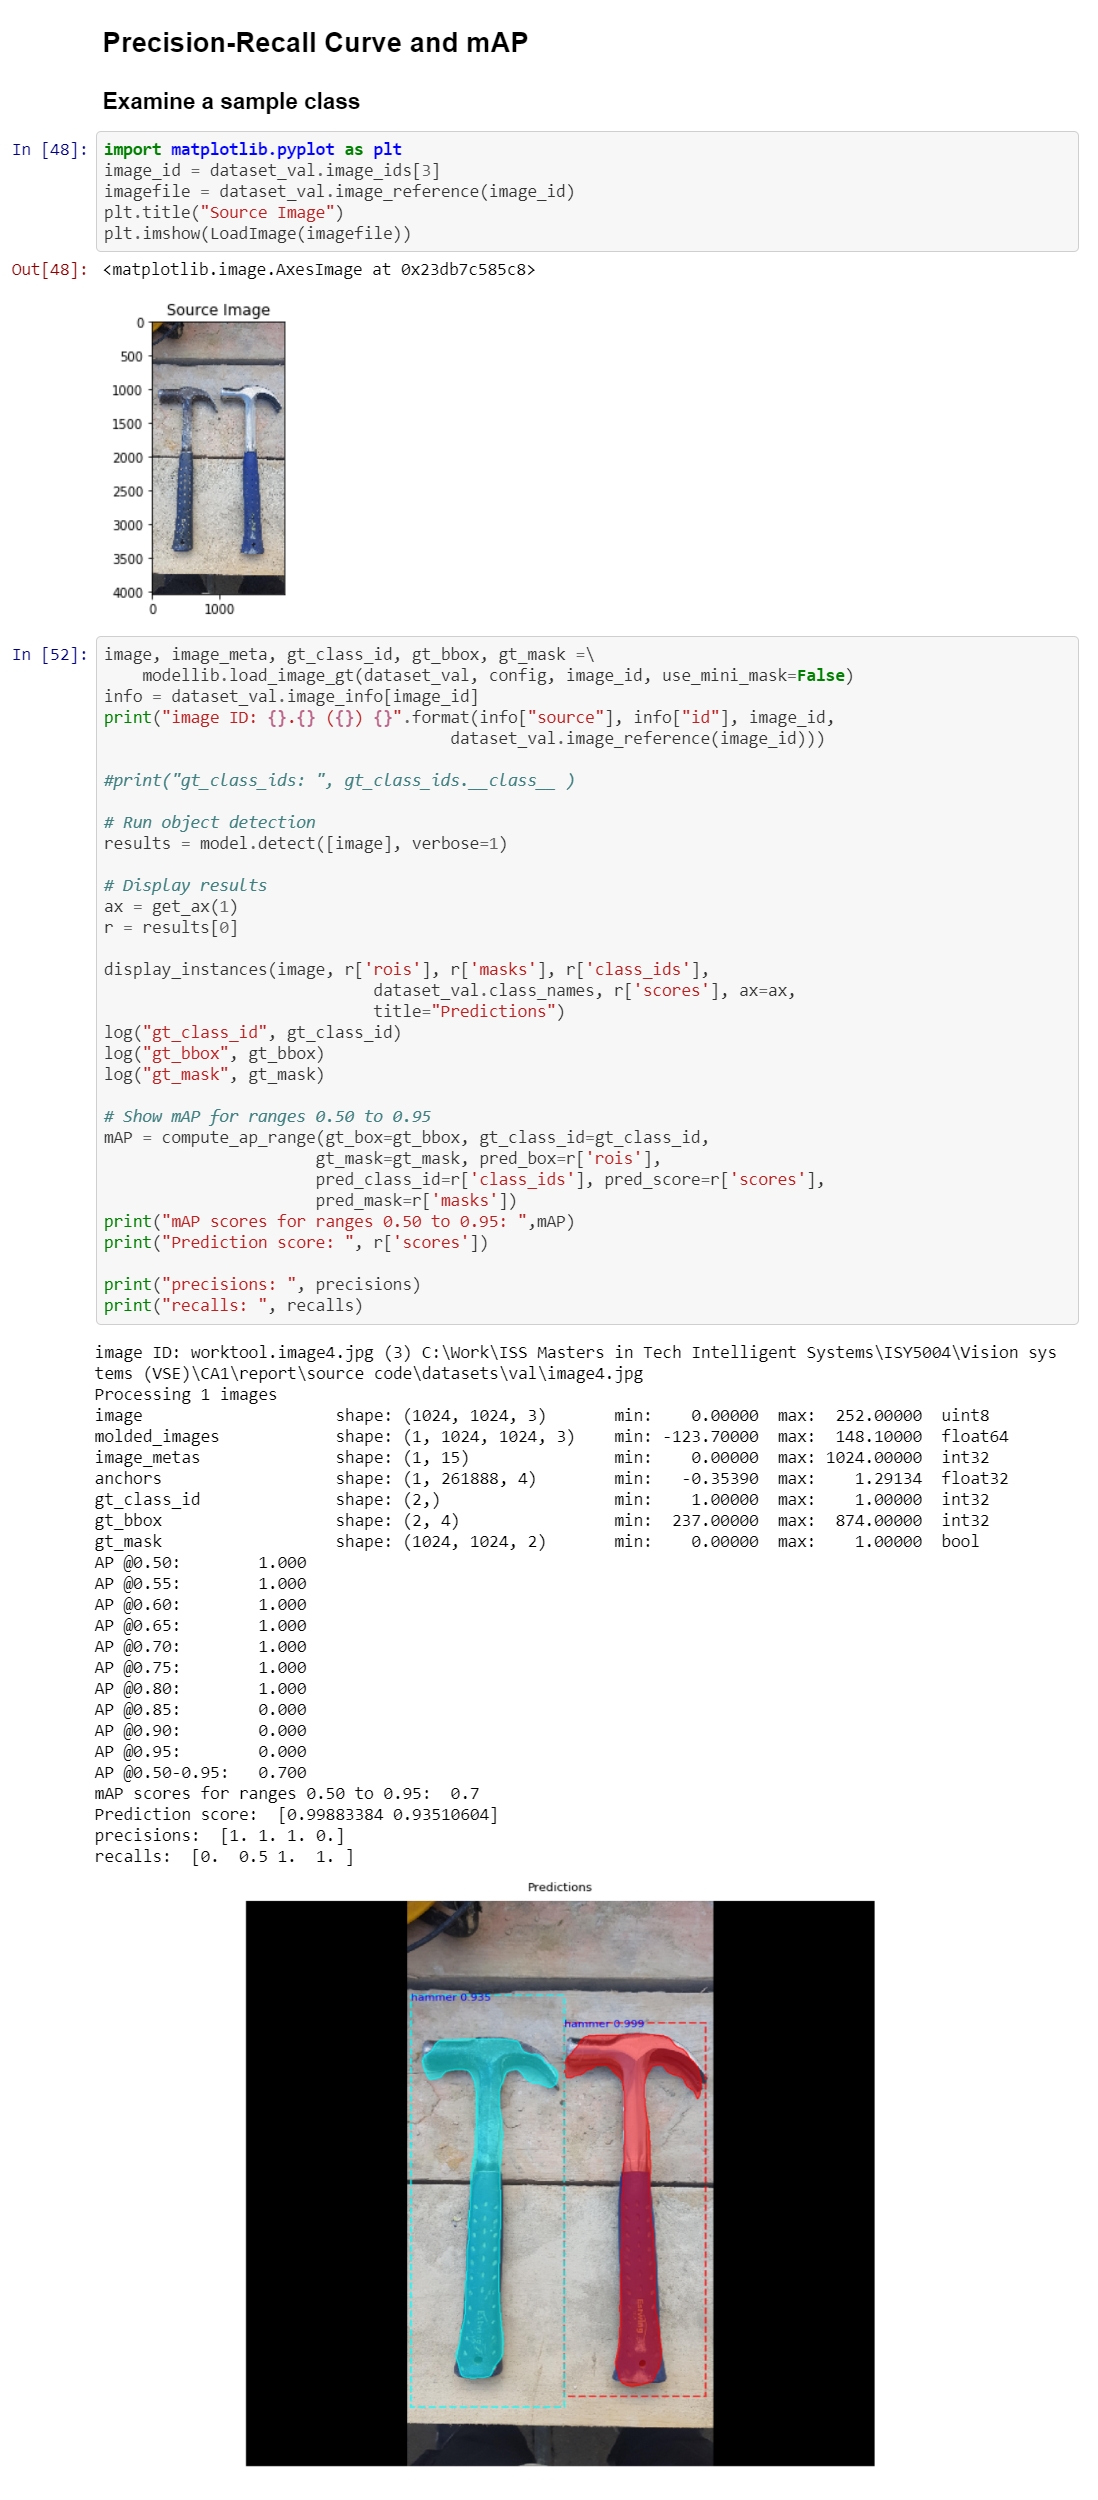 Precision-Recall Curve and mAP
Examine a sample class
In [48]: import matplotlib.pyplot as plt
image_id = dataset_val.image_ids[3]
imagefile = dataset_val.image_reference(image_id)
plt.title("Source Image")
plt.imshow(LoadImage(imagefile))
Out[48]: <matplotlib.image.AxesImage at 0x23db7c585c8>
Source Image
0
500
1000
1500
2000
2500
3000
3500
4000
0 1000
In [52]: image, image_meta, gt_class_id, gt_bbox, gt_mask =\
    modellib.load_image_gt(dataset_val, config, image_id, use_mini_mask=False)
info = dataset_val.image_info[image_id]
print("image ID: {}.{} ({}) {}".format(info["source"], info["id"], image_id,
                                    dataset_val.image_reference(image_id)))
#print("gt_class_ids: ", gt_class_ids.__class__ )
# Run object detection
results = model.detect([image], verbose=1)
# Display results
ax = get_ax(1)
r = results[0]
display_instances(image, r['rois'], r['masks'], r['class_ids'],
                            dataset_val.class_names, r['scores'], ax=ax,
                            title="Predictions")
log("gt_class_id", gt_class_id)
log("gt_bbox", gt_bbox)
log("gt_mask", gt_mask)
# Show mAP for ranges 0.50 to 0.95
mAP = compute_ap_range(gt_box=gt_bbox, gt_class_id=gt_class_id,
                      gt_mask=gt_mask, pred_box=r['rois'],
                      pred_class_id=r['class_ids'], pred_score=r['scores'],
                      pred_mask=r['masks'])
print("mAP scores for ranges 0.50 to 0.95: ",mAP)
print("Prediction score: ", r['scores'])
print("precisions: ", precisions)
print("recalls: ", recalls)
image ID: worktool.image4.jpg (3) C:\Work\ISS Masters in Tech Intelligent Systems\ISY5004\Vision sys
tems (VSE)\CA1\report\source code\datasets\val\image4.jpg
Processing 1 images
image                    shape: (1024, 1024, 3)       min:    0.00000  max:  252.00000  uint8
molded_images            shape: (1, 1024, 1024, 3)    min: -123.70000  max:  148.10000  float64
image_metas              shape: (1, 15)               min:    0.00000  max: 1024.00000  int32
anchors                  shape: (1, 261888, 4)        min:   -0.35390  max:    1.29134  float32
gt_class_id              shape: (2,)                  min:    1.00000  max:    1.00000  int32
gt_bbox                  shape: (2, 4)                min:  237.00000  max:  874.00000  int32
gt_mask                  shape: (1024, 1024, 2)       min:    0.00000  max:    1.00000  bool
AP @0.50:        1.000
AP @0.55:        1.000
AP @0.60:        1.000
AP @0.65:        1.000
AP @0.70:        1.000
AP @0.75:        1.000
AP @0.80:        1.000
AP @0.85:        0.000
AP @0.90:        0.000
AP @0.95:        0.000
AP @0.50-0.95:   0.700
mAP scores for ranges 0.50 to 0.95:  0.7
Prediction score:  [0.99883384 0.93510604]
precisions:  [1. 1. 1. 0.]
recalls:  [0.  0.5 1.  1. ]
Predictions
hammer 0.935
hammer 0.999